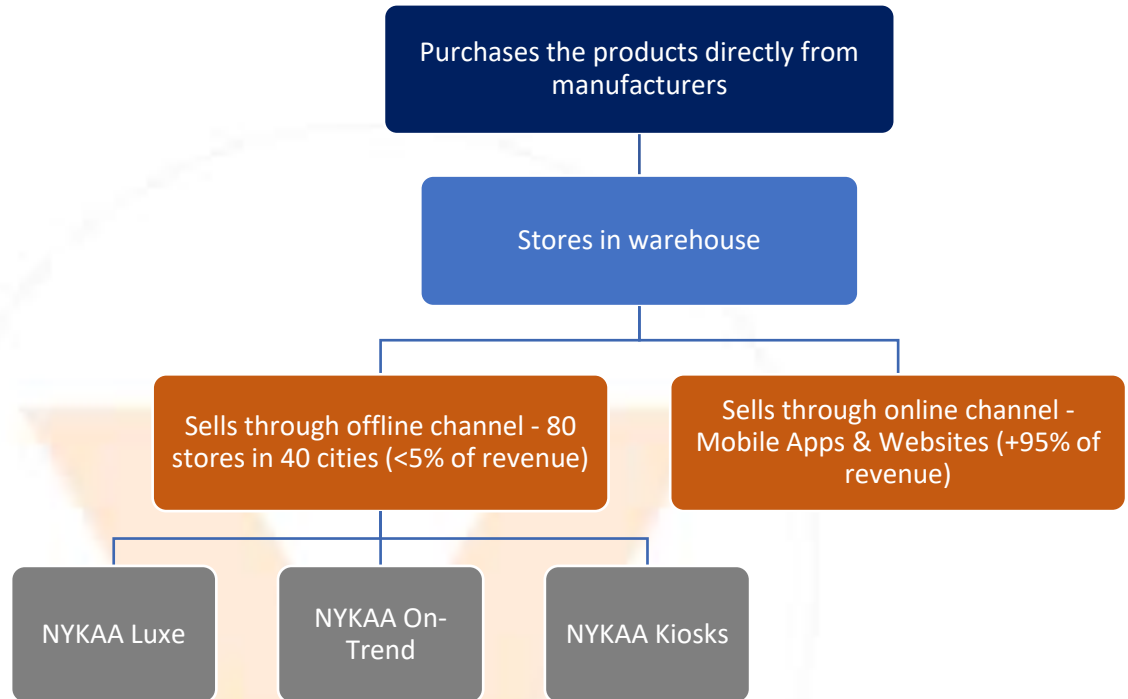 Purchases the products directly from
manufacturers
Stores in warehouse
Sells through offline channel - 80
stores in 40 cities (<5% of revenue)
Sells through online channel -
Mobile Apps & Websites (+95% of
revenue)
NYKAA Luxe
NYKAA On-
Trend
NYKAA Kiosks